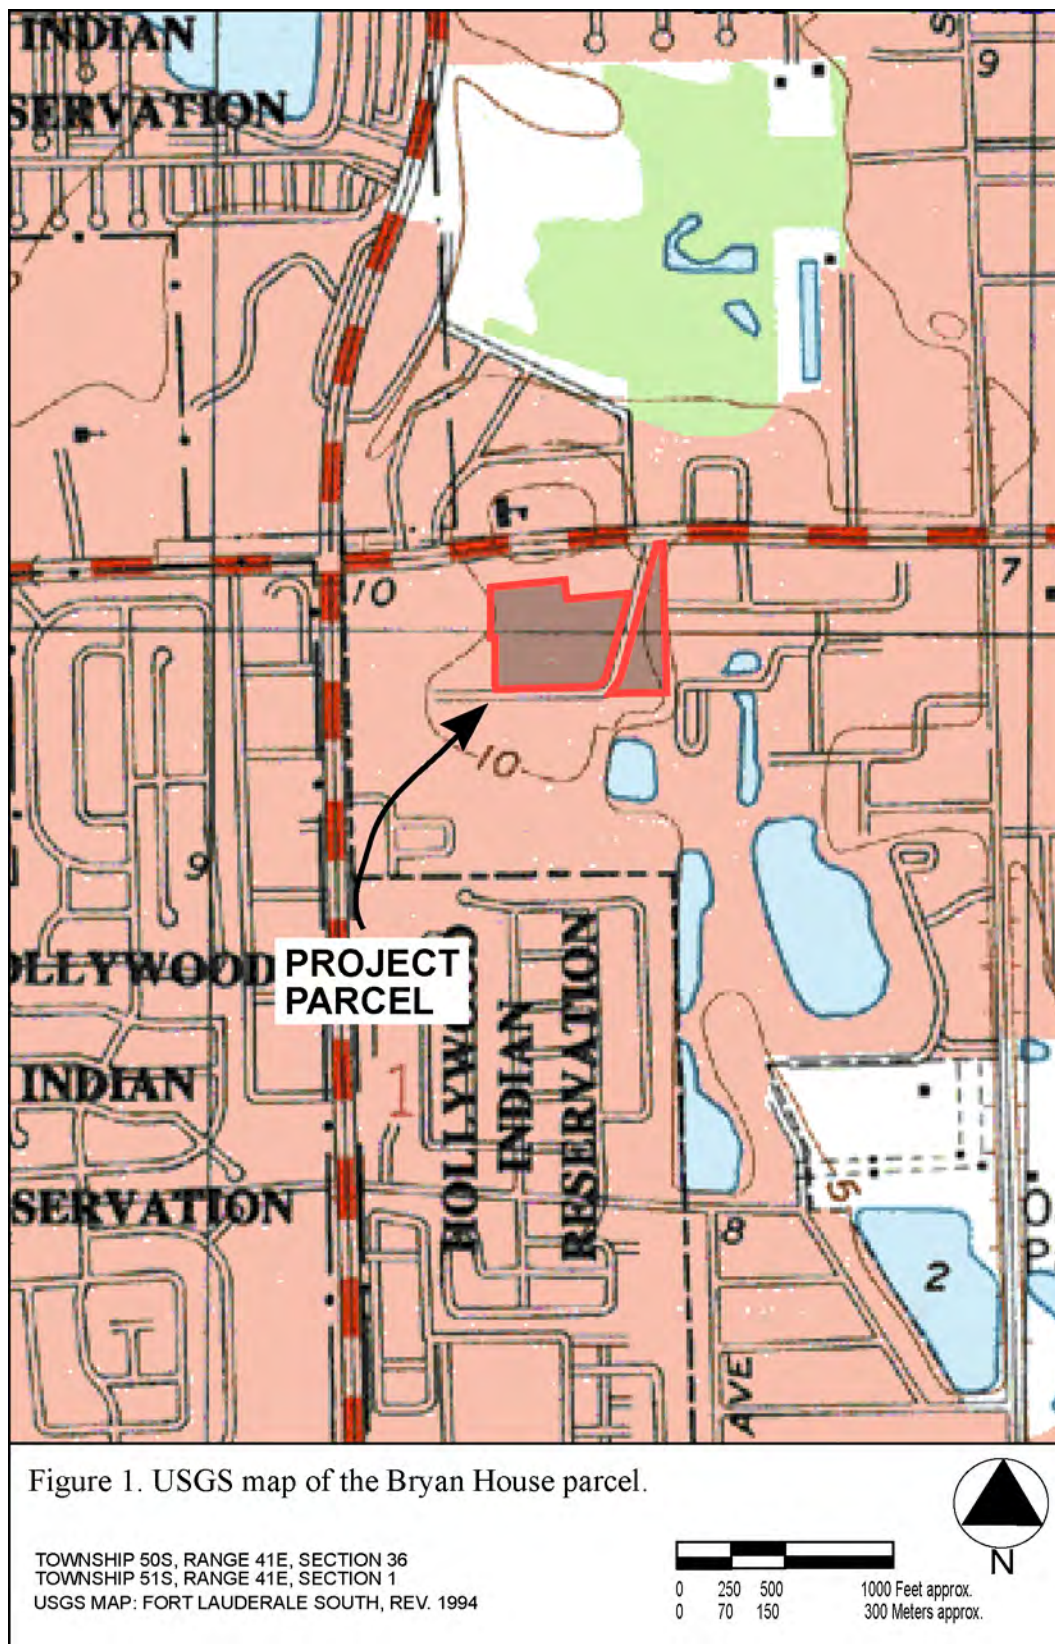 INDIAN
SERVATION
9
10
7
10
9
PROJECT
PARCEL
OLLYWOOD
INDIAN
SERVATION
1
HOLLYWOOD
INDIAN
RESERVATION
5
8
2
O
P
AVE
Figure 1. USGS map of the Bryan House parcel.
TOWNSHIP 50S, RANGE 41E, SECTION 36
TOWNSHIP 51S, RANGE 41E, SECTION 1
USGS MAP: FORT LAUDERALE SOUTH, REV. 1994
0 250 500 1000 Feet approx.
0 70 150 300 Meters approx.
N